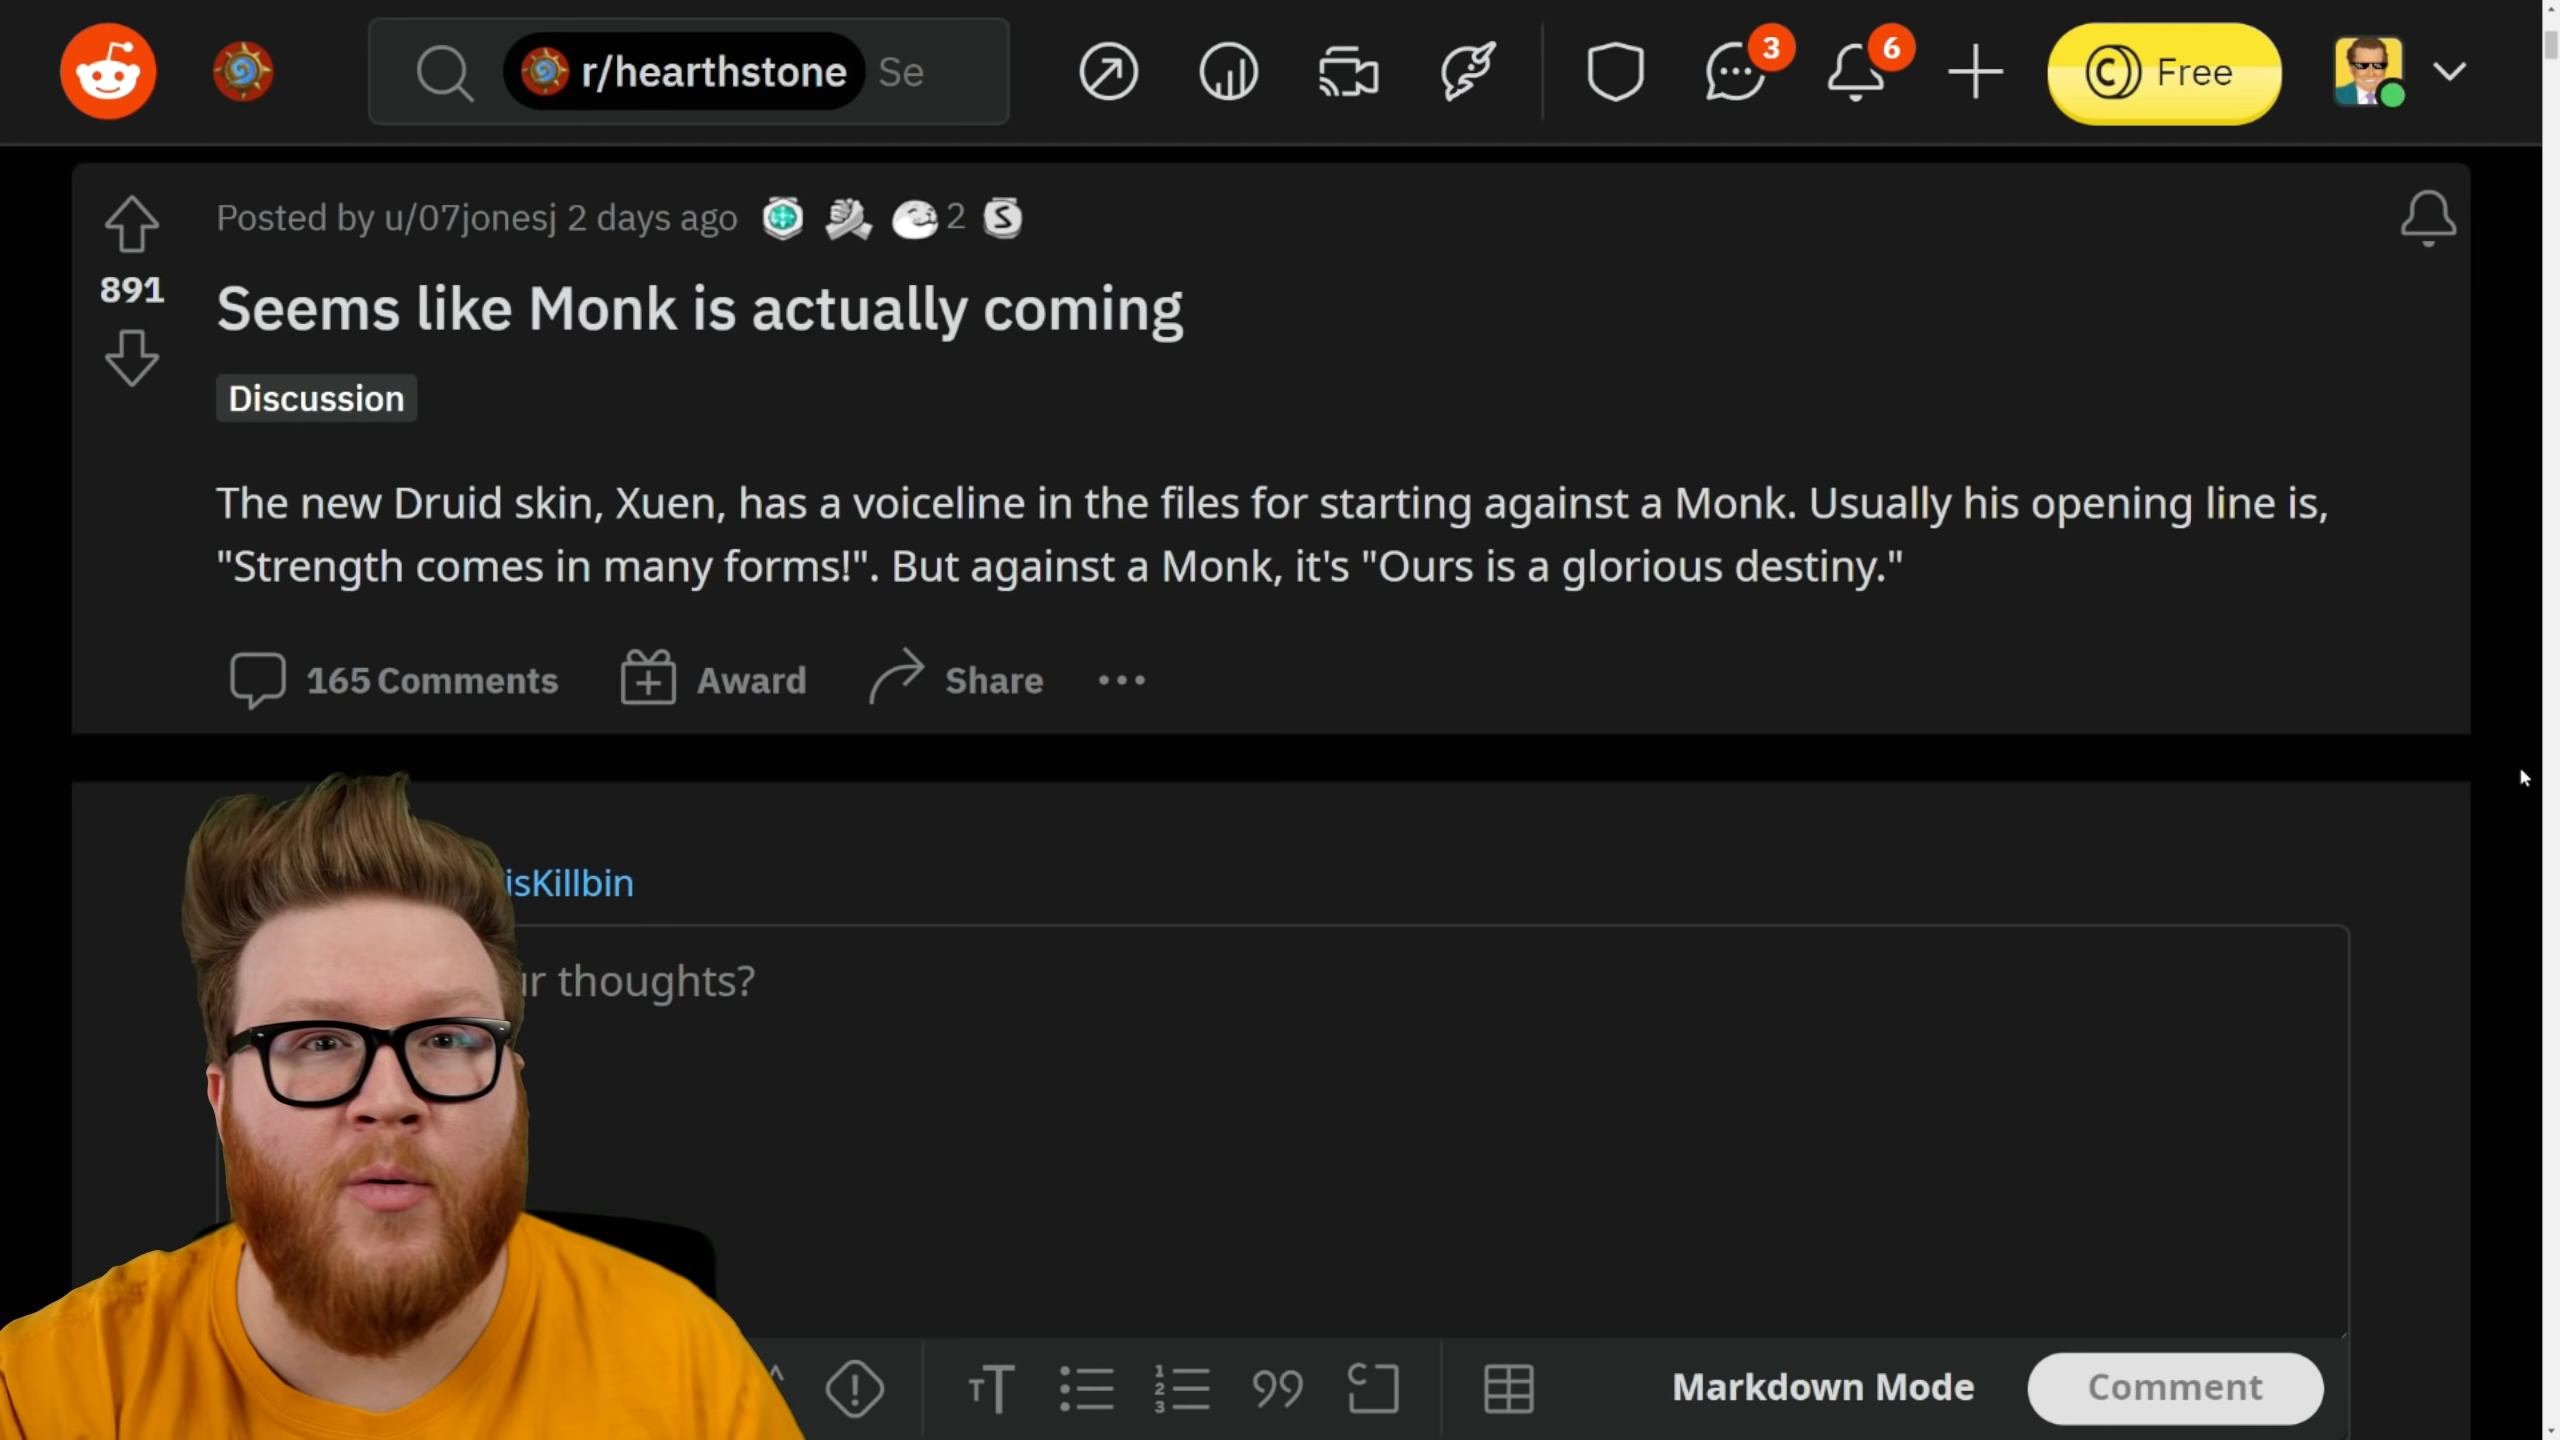 r/hearthstone Se
3
6
Free
Posted by u/07jonesj 2 days ago 2
891
Seems like Monk is actually coming
Discussion
The new Druid skin, Xuen, has a voiceline in the files for starting against a Monk. Usually his opening line is,
"Strength comes in many forms!". But against a Monk, it's "Ours is a glorious destiny."
165 Comments Award Share
isKillbin
ur thoughts?
Markdown Mode Comment